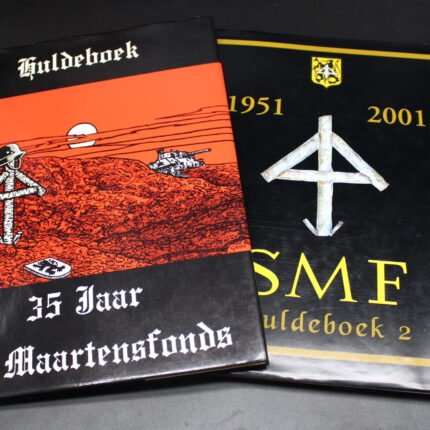 Huldeboek
35 Jaar
Maartensfonds
1951 2001
SMF
uldeboek 2